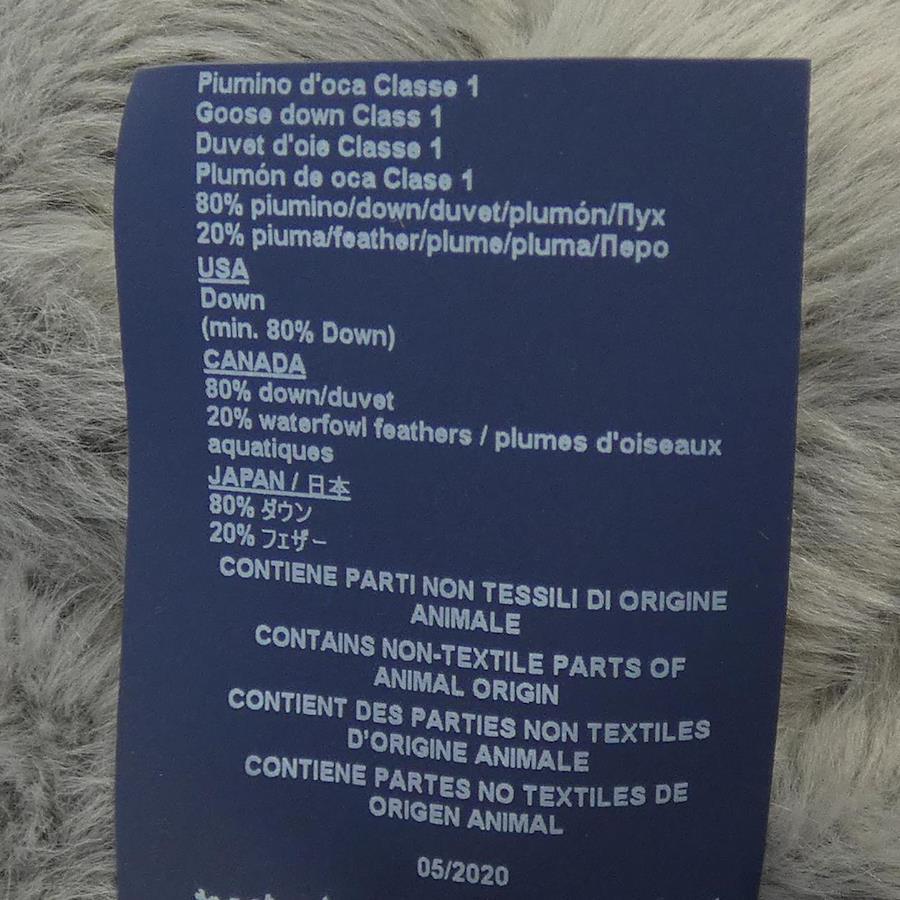 Piumino d'oca Classe 1
Goose down Class 1
Duvet d'oie Classe 1
Plumón de oca Clase 1
80% piumino/down/duvet/plumón/Пух
20% piuma/feather/plume/pluma/Перо
USA
Down
(min. 80% Down)
CANADA
80% down/duvet
20% waterfowl feathers / plumes d'oiseaux
aquatiques
JAPAN / 日本
80% ダウン
20% フェザー
CONTIENE PARTI NON TESSILI DI ORIGINE
ANIMALE
CONTAINS NON-TEXTILE PARTS OF
ANIMAL ORIGIN
CONTIENT DES PARTIES NON TEXTILES
D'ORIGINE ANIMALE
CONTIENE PARTES NO TEXTILES DE
ORIGEN ANIMAL
05/2020